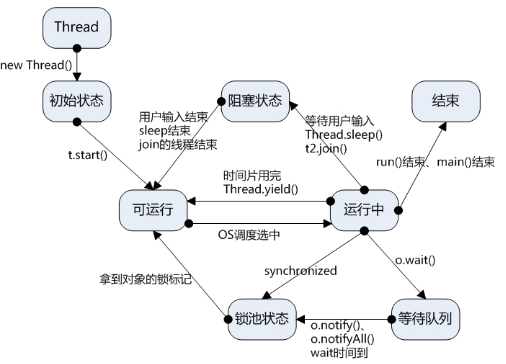 Thread
new Thread()
初始状态
阻塞状态
结束
用户输入结束
sleep结束
join的线程结束
等待用户输入
Thread.sleep()
t2.join()
t.start()
run()结束、main()结束
时间片用完
Thread.yield()
可运行
运行中
OS调度选中
拿到对象的锁标记
synchronized
o.wait()
锁池状态
等待队列
o.notify()、
o.notifyAll()
wait时间到